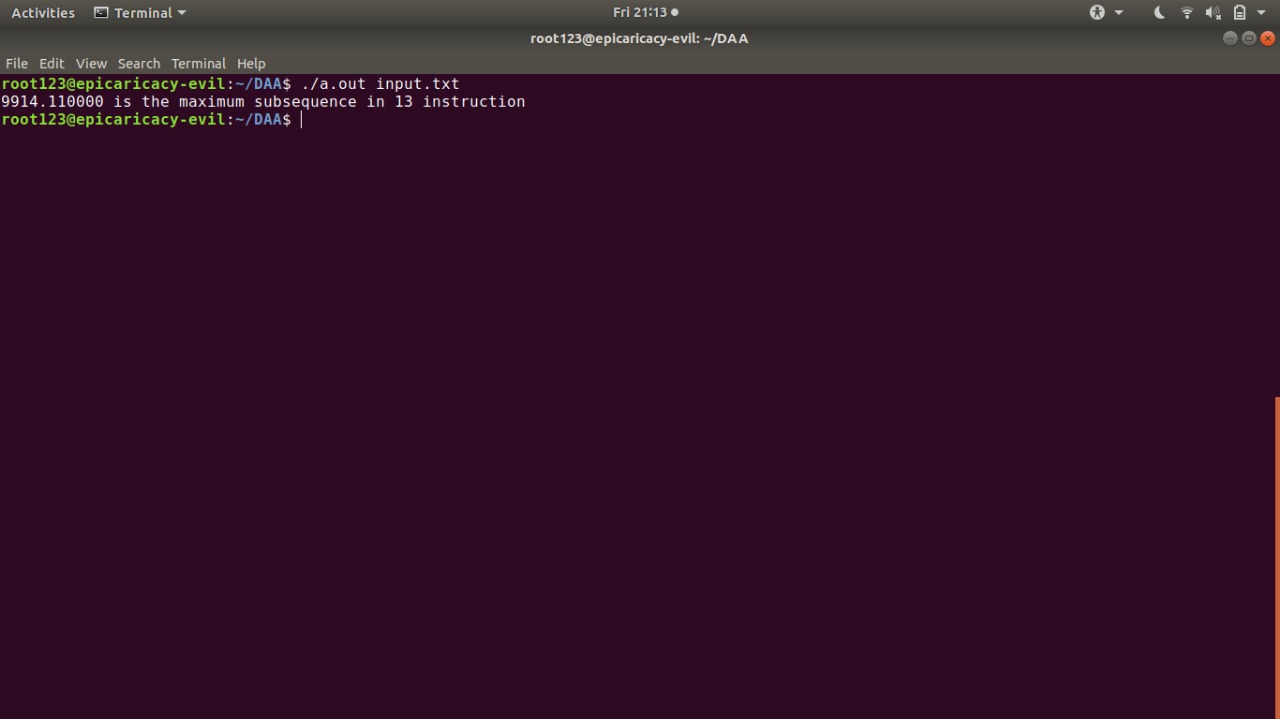 Activities Terminal Fri 21:13
root123@epicaricacy-evil: ~/DAA
File Edit View Search Terminal Help
root123@epicaricacy-evil:~/DAA$ ./a.out input.txt
9914.110000 is the maximum subsequence in 13 instruction
root123@epicaricacy-evil:~/DAA$